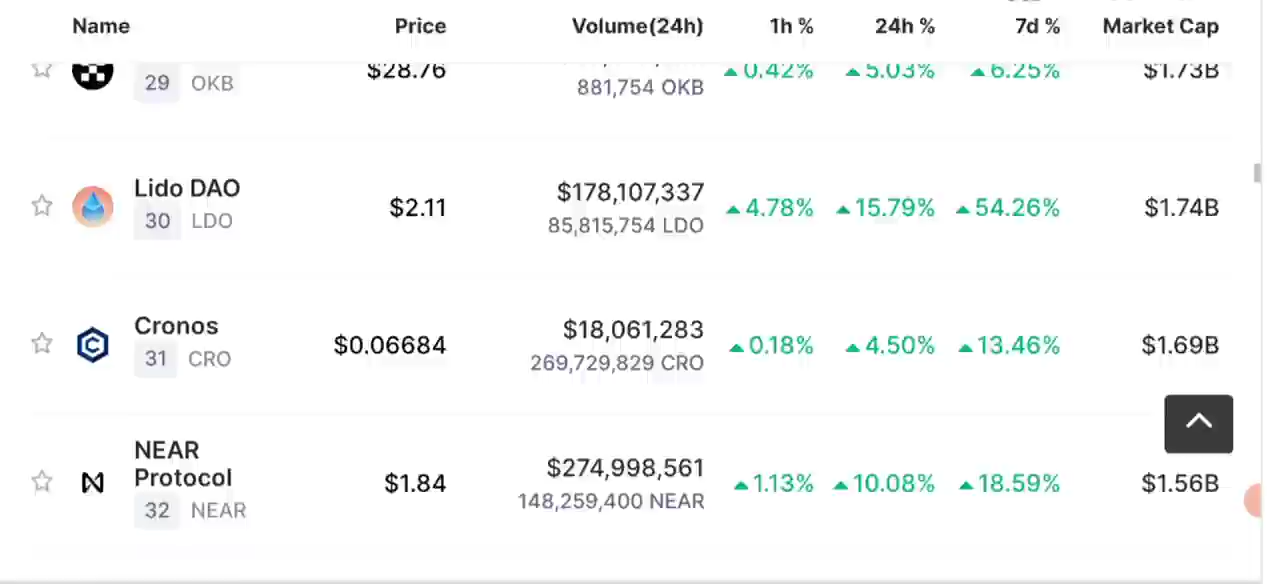 Name Price Volume(24h) 1h % 24h % 7d % Market Cap
29 OKB $28.76 881,754 OKB 0.42% 5.03% 6.25% $1.73B
Lido DAO
30 LDO $2.11 $178,107,337
85,815,754 LDO 4.78% 15.79% 54.26% $1.74B
Cronos
31 CRO $0.06684 $18,061,283
269,729,829 CRO 0.18% 4.50% 13.46% $1.69B
NEAR
Protocol
32 NEAR $1.84 $274,998,561
148,259,400 NEAR 1.13% 10.08% 18.59% $1.56B